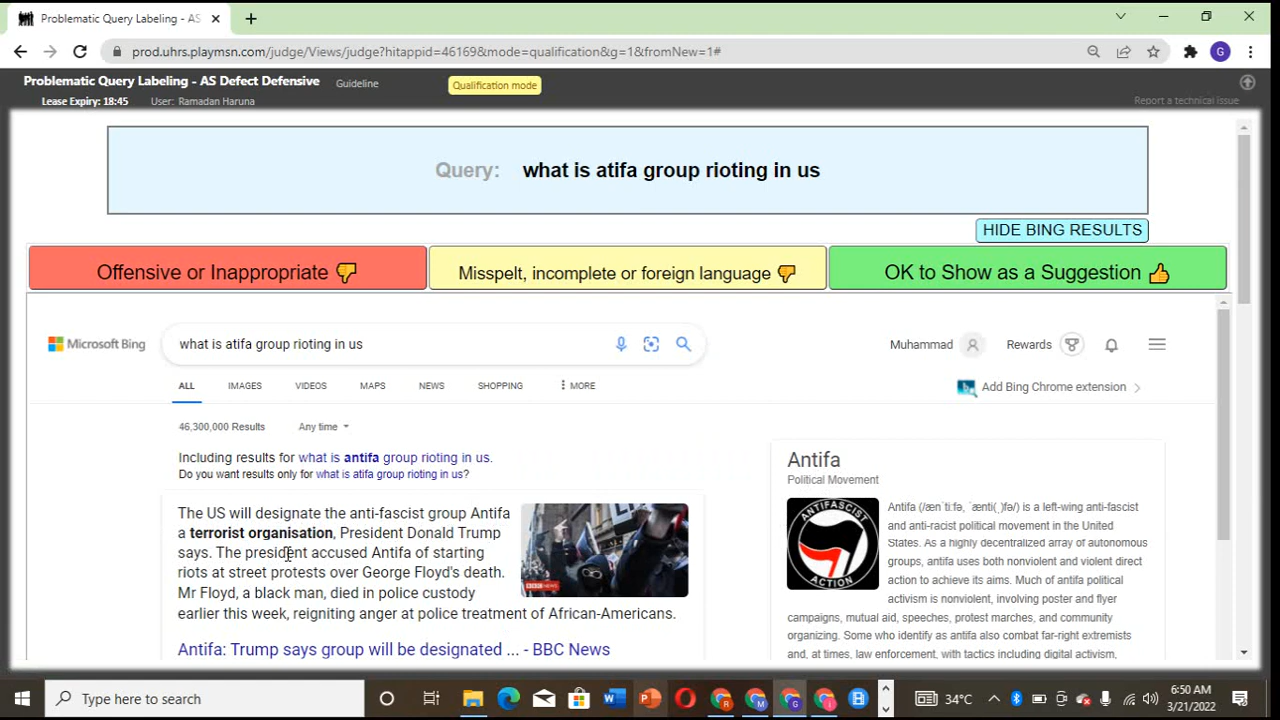 Problematic Query Labeling - AS
prod.uhrs.playmsn.com/judge/Views/judge?hitappid=46169&mode=qualification&g=1&fromNew=1#
G
Problematic Query Labeling - AS Defect Defensive
Guideline
Qualification mode
Lease Expiry: 18:45
User: Ramadan Haruna
Report a technical issue
Query: what is atifa group rioting in us
HIDE BING RESULTS
Offensive or Inappropriate
Misspelt, incomplete or foreign language
OK to Show as a Suggestion
Microsoft Bing
what is atifa group rioting in us
Muhammad
Rewards
ALL IMAGES VIDEOS MAPS NEWS SHOPPING MORE
Add Bing Chrome extension
46,300,000 Results
Any time
Including results for what is antifa group rioting in us.
Do you want results only for what is atifa group rioting in us?
The US will designate the anti-fascist group Antifa
a terrorist organisation, President Donald Trump
says. The president accused Antifa of starting
riots at street protests over George Floyd's death.
Mr Floyd, a black man, died in police custody
earlier this week, reigniting anger at police treatment of African-Americans.
Antifa: Trump says group will be designated ... - BBC News
BBC NEWS
Antifa
Political Movement
ANTIFASCIST
ACTION
Antifa (/ænˈtiːfə, ˈænti(ˌ)fə/) is a left-wing anti-fascist
and anti-racist political movement in the United
States. As a highly decentralized array of autonomous
groups, antifa uses both nonviolent and violent direct
action to achieve its aims. Much of antifa political
activism is nonviolent, involving poster and flyer
campaigns, mutual aid, speeches, protest marches, and community
organizing. Some who identify as antifa also combat far-right extremists
and, at times, law enforcement, with tactics including digital activism,
Type here to search
34°C
6:50 AM
3/21/2022